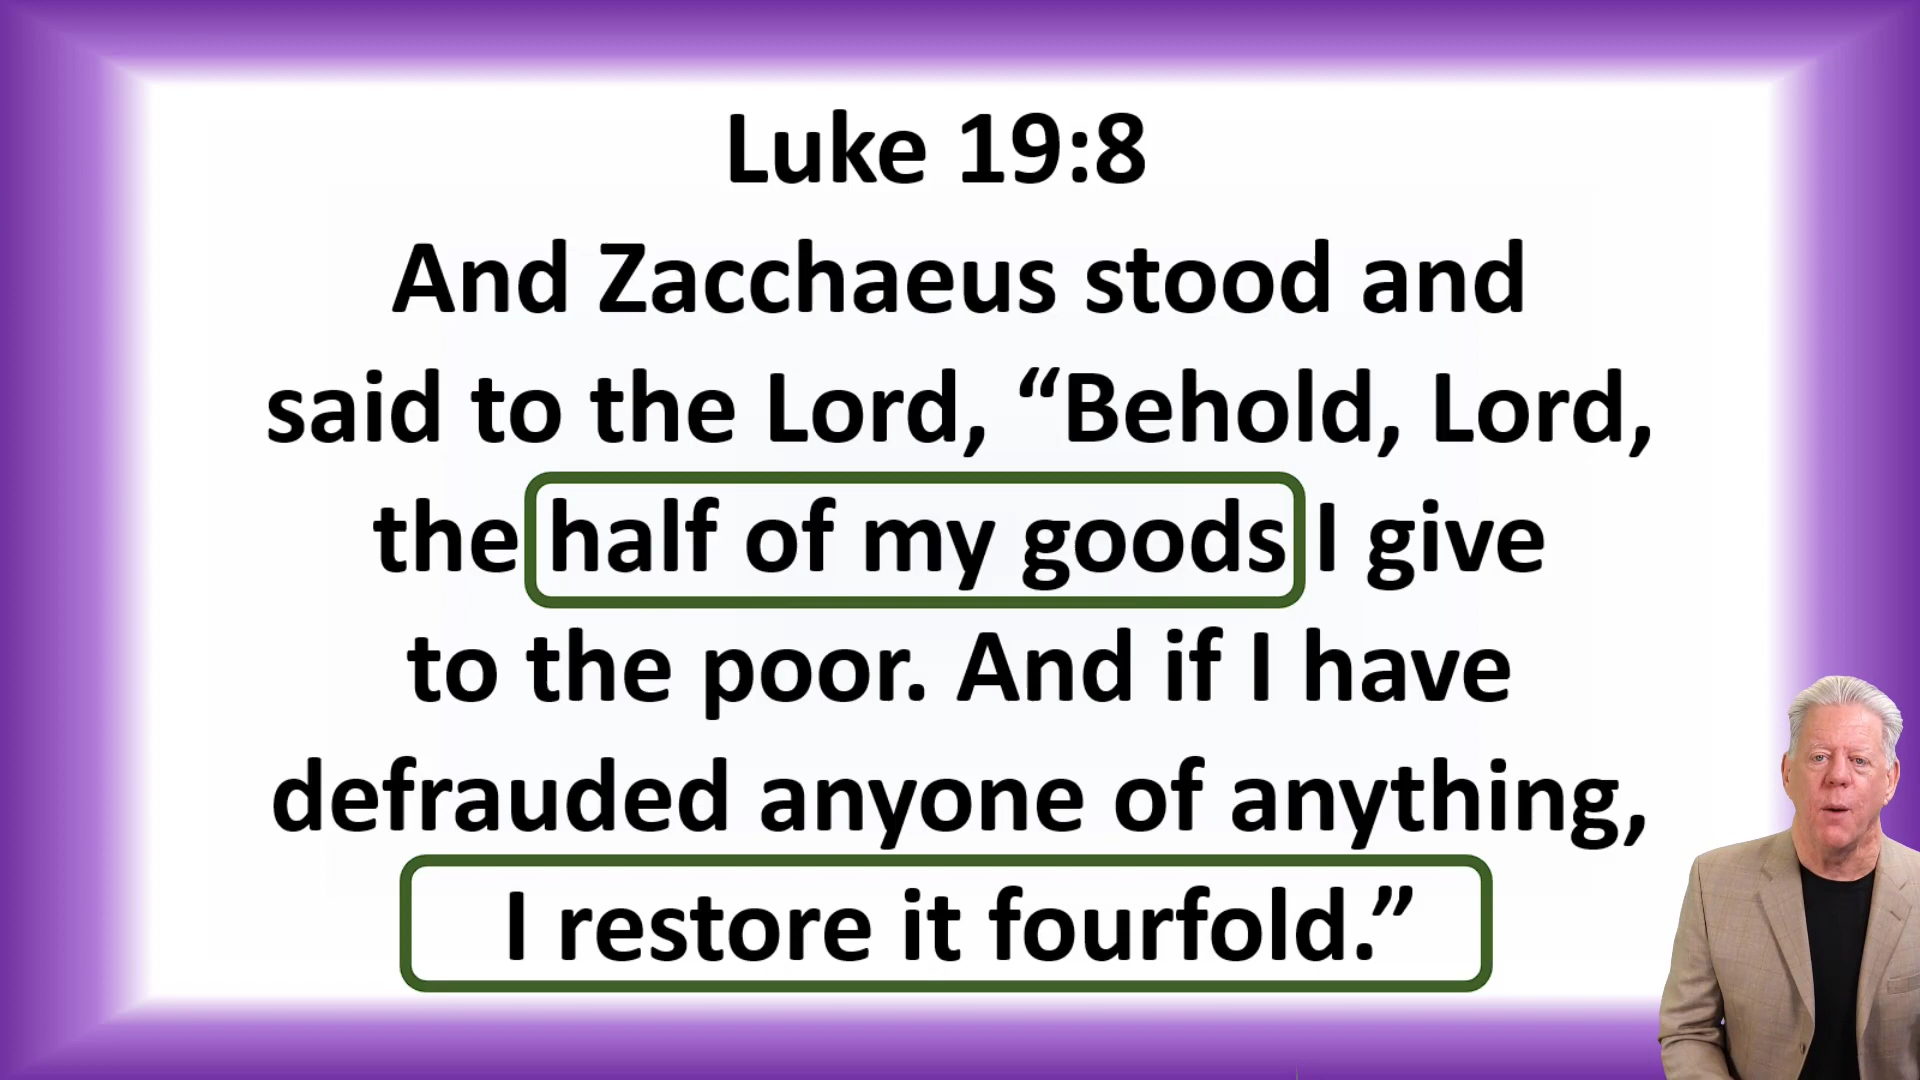 Luke 19:8
And Zacchaeus stood and
said to the Lord, “Behold, Lord,
the half of my goods I give
to the poor. And if I have
defrauded anyone of anything,
I restore it fourfold.”